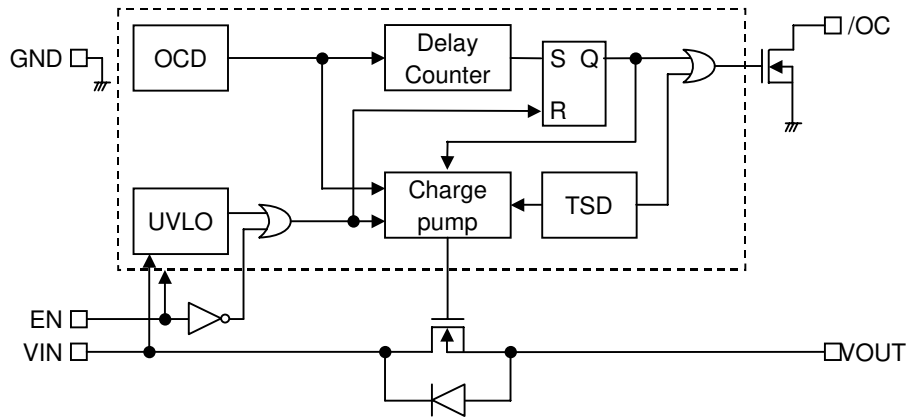 /OC
GND
OCD
Delay
Counter
S Q
R
UVLO
Charge
pump
TSD
EN
VIN
VOUT